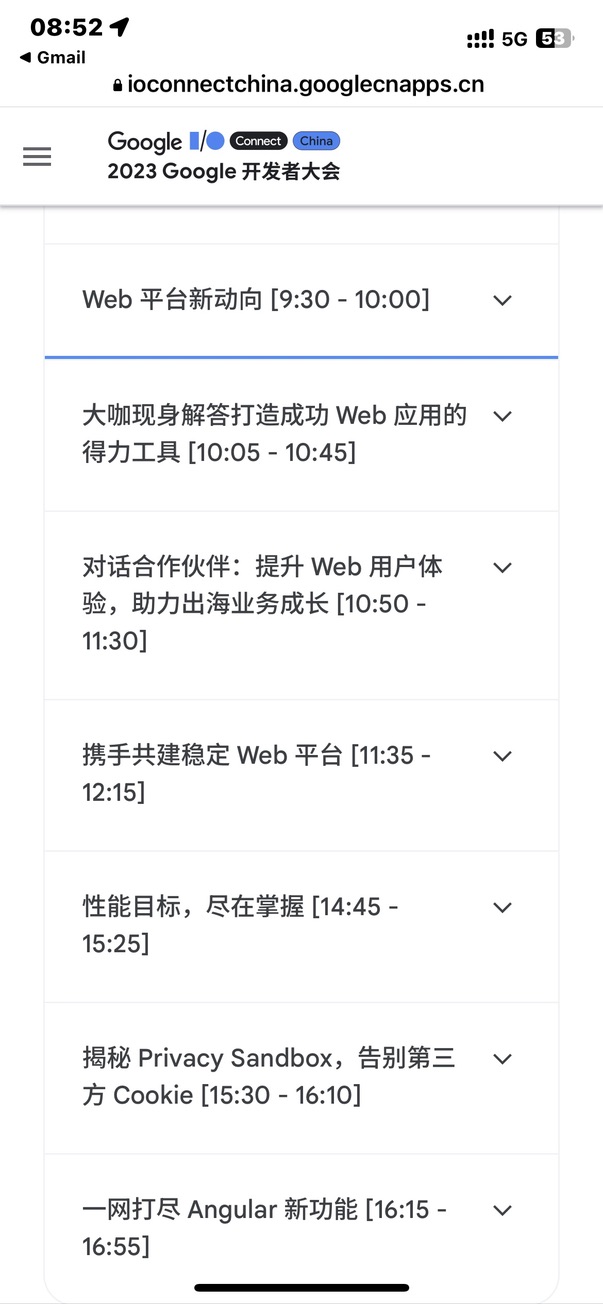 08:52
5G 53
◀ Gmail
ioconnectchina.googlecnapps.cn
Google I/O Connect China
2023 Google 开发者大会
Web 平台新动向 [9:30 - 10:00]
大咖现身解答打造成功 Web 应用的
得力工具 [10:05 - 10:45]
对话合作伙伴：提升 Web 用户体
验，助力出海业务成长 [10:50 -
11:30]
携手共建稳定 Web 平台 [11:35 -
12:15]
性能目标，尽在掌握 [14:45 -
15:25]
揭秘 Privacy Sandbox，告别第三
方 Cookie [15:30 - 16:10]
一网打尽 Angular 新功能 [16:15 -
16:55]